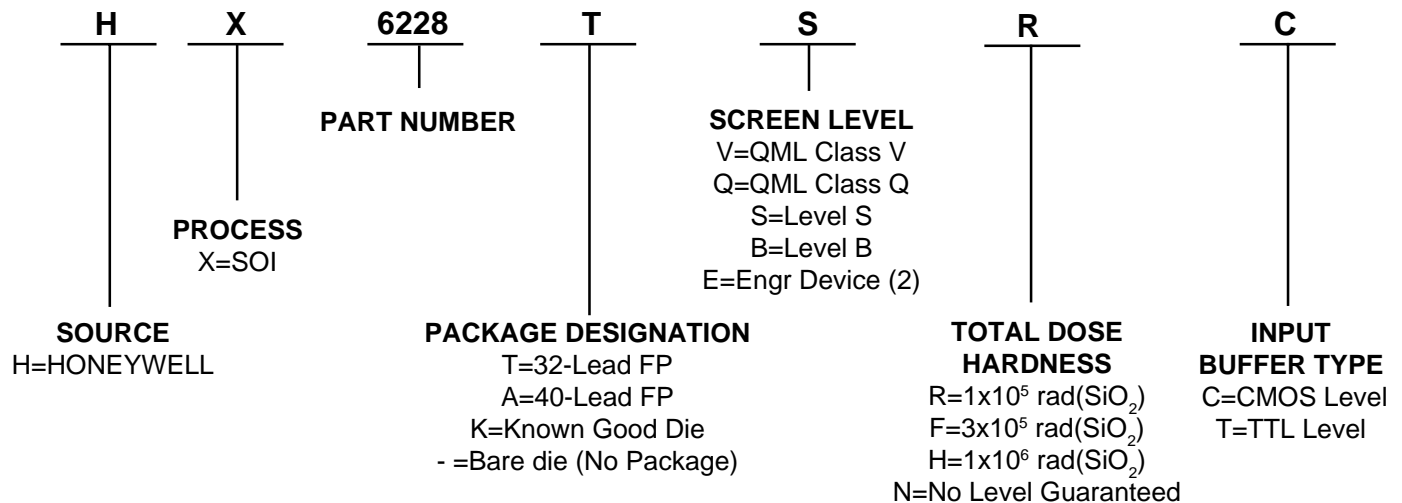 H X 6228 T S R C
PART NUMBER
SCREEN LEVEL
V=QML Class V
Q=QML Class Q
S=Level S
B=Level B
E=Engr Device (2)
PROCESS
X=SOI
SOURCE
H=HONEYWELL
PACKAGE DESIGNATION
T=32-Lead FP
A=40-Lead FP
K=Known Good Die
- =Bare die (No Package)
TOTAL DOSE
HARDNESS
R=1x10⁵ rad(SiO₂)
F=3x10⁵ rad(SiO₂)
H=1x10⁶ rad(SiO₂)
N=No Level Guaranteed
INPUT
BUFFER TYPE
C=CMOS Level
T=TTL Level